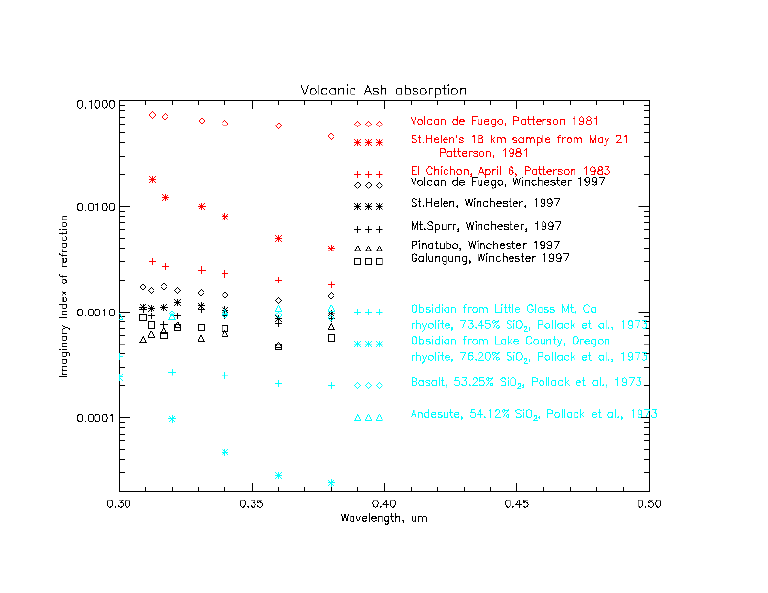 Volcanic Ash absorption
0.1000
0.0100
0.0010
0.0001
Imaginary Index of refraction
Volcan de Fuego, Patterson 1981
St.Helen's 18 km sample from May 21
Patterson, 1981
El Chichon, April 6, Patterson 1983
Volcan de Fuego, Winchester 1997
St.Helen, Winchester, 1997
Mt.Spurr, Winchester, 1997
Pinatubo, Winchester 1997
Galungung, Winchester 1997
Obsidian from Little Glass Mt. Ca
rhyolite, 73.45% SiO₂, Pollack et al., 1973
Obsidian from Lake County, Oregon
rhyolite, 76.20% SiO₂, Pollack et al., 1973
Basalt, 53.25% SiO₂, Pollack et al., 1973
Andesute, 54.12% SiO₂, Pollack et al., 1973
0.30 0.35 0.40 0.45 0.50
Wavelength, um